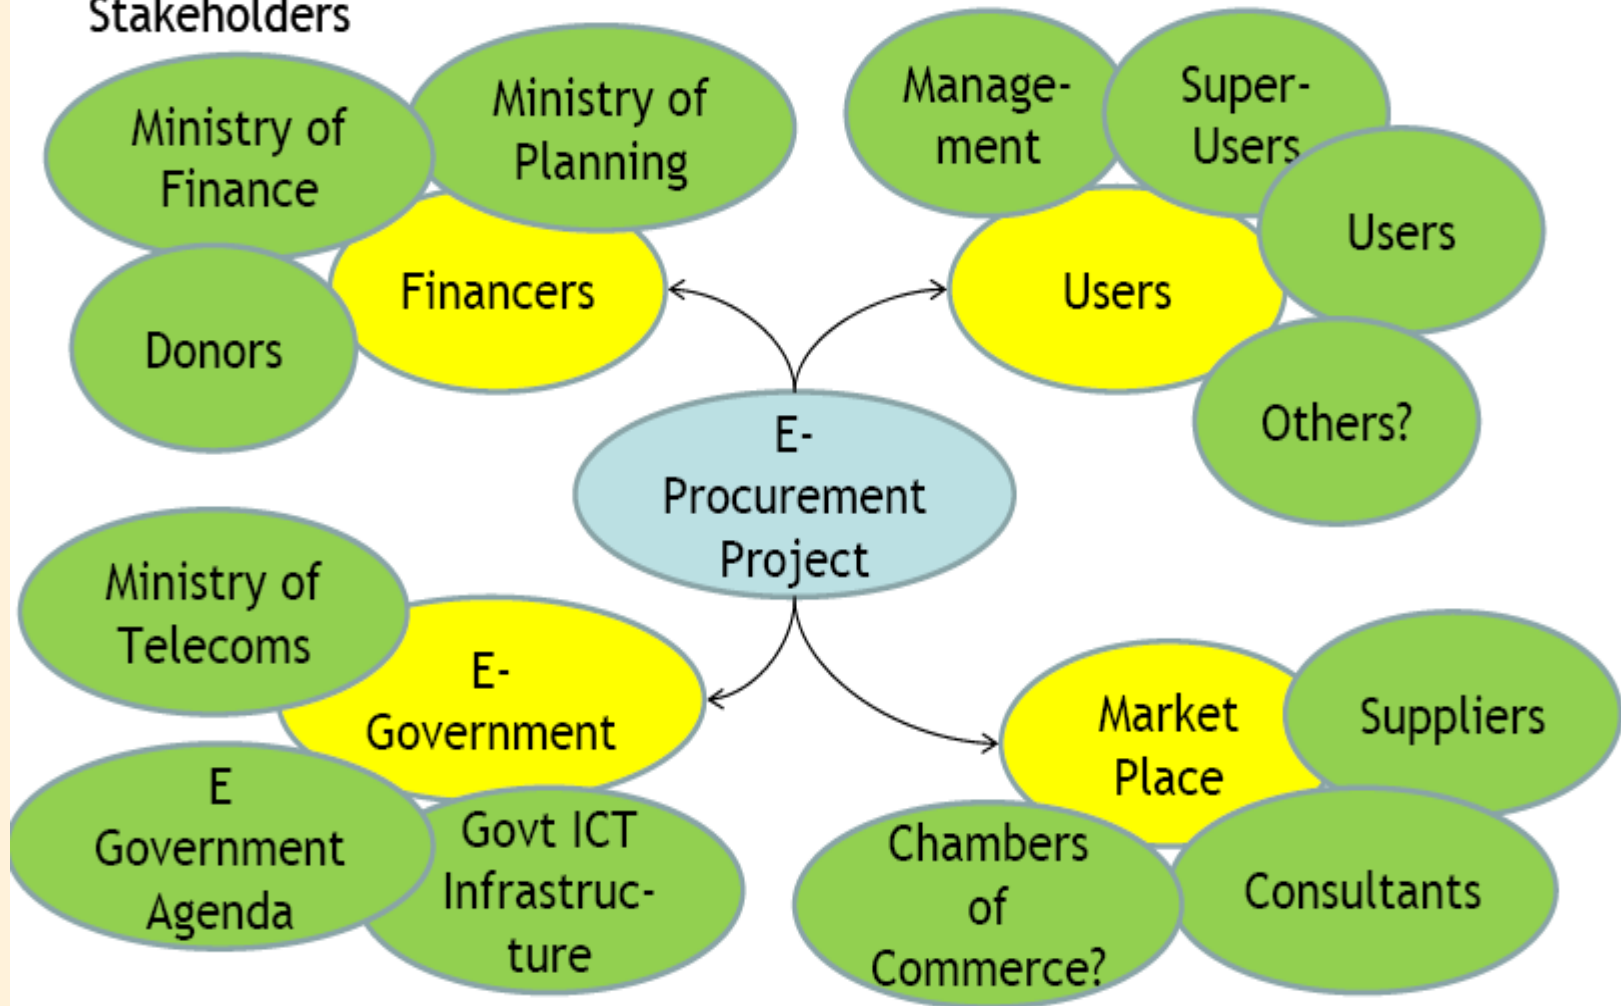 Stakeholders
Ministry of
Finance
Ministry of
Planning
Donors
Financers
Manage-
ment
Super-
Users
Users
Users
Others?
E-
Procurement
Project
Ministry of
Telecoms
E-
Government
E
Government
Agenda
Govt ICT
Infrastruc-
ture
Market
Place
Suppliers
Chambers
of
Commerce?
Consultants